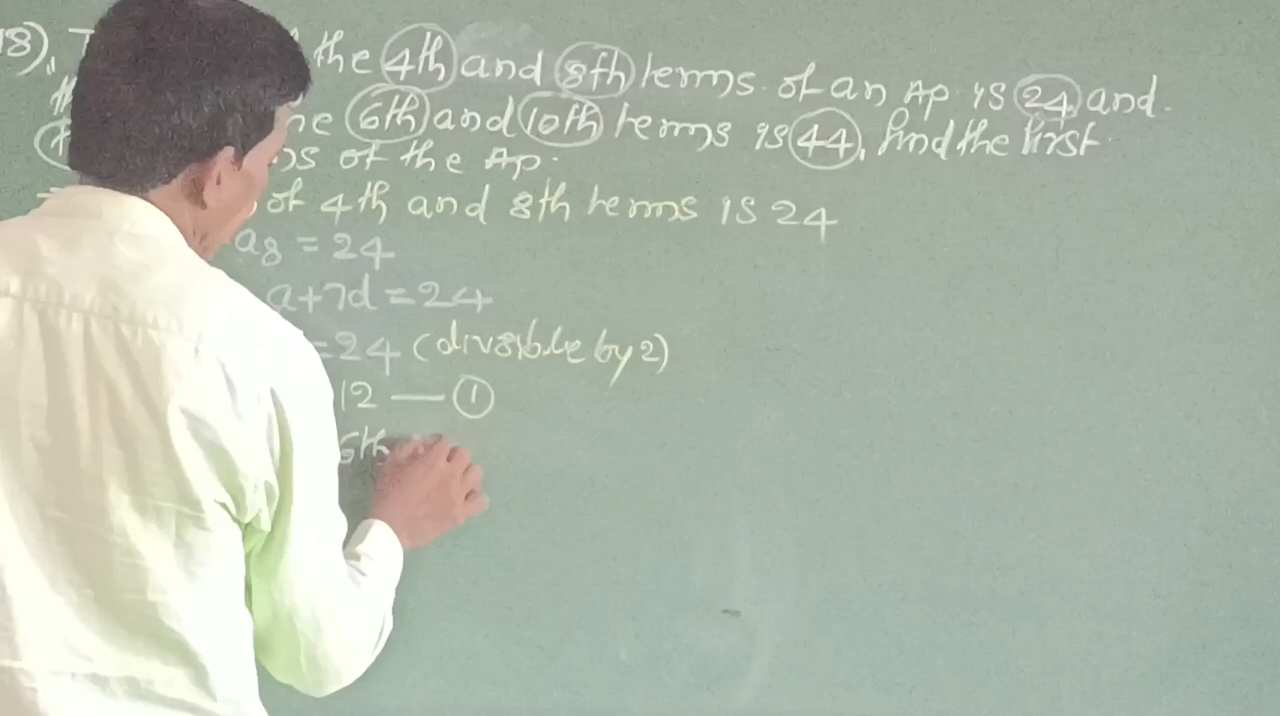 18). the 4th and 8th terms of an AP is 24 and
the 6th and 10th terms is 44, find the first
of the AP.
of 4th and 8th terms is 24
a8 = 24
a+7d = 24
=24 (divisible by 2)
12 — ①
6th